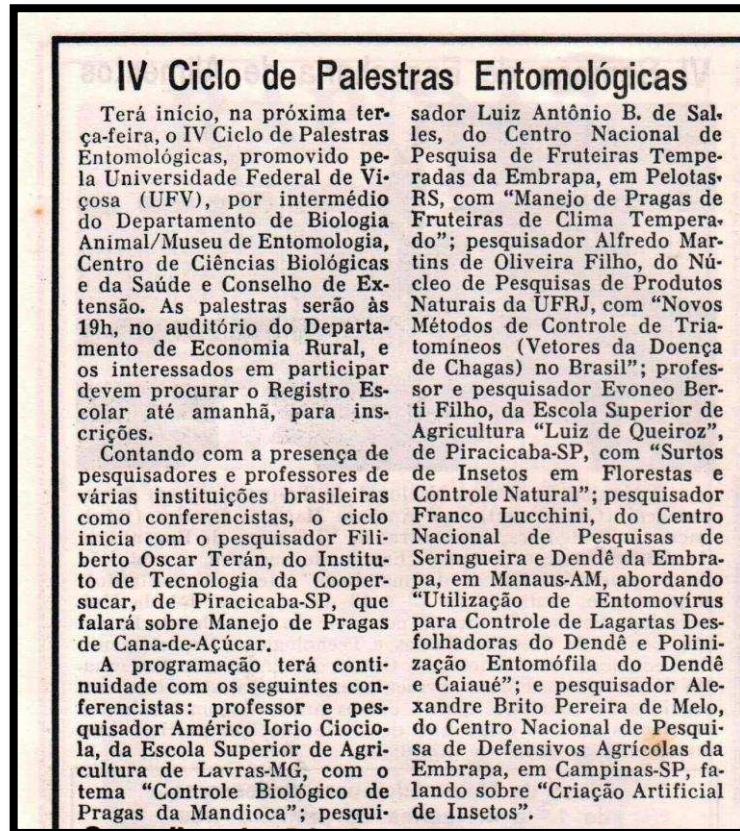 IV Ciclo de Palestras Entomológicas
Terá início, na próxima ter-
ça-feira, o IV Ciclo de Palestras
Entomológicas, promovido pe-
la Universidade Federal de Vi-
çosa (UFV), por intermédio
do Departamento de Biologia
Animal/Museu de Entomologia,
Centro de Ciências Biológicas
e da Saúde e Conselho de Ex-
tensão. As palestras serão às
19h, no auditório do Departa-
mento de Economia Rural, e
os interessados em participar
devem procurar o Registro Es-
colar até amanhã, para ins-
crições.
Contando com a presença de
pesquisadores e professores de
várias instituições brasileiras
como conferencistas, o ciclo
inicia com o pesquisador Fili-
berto Oscar Terán, do Institu-
to de Tecnologia da Cooper-
sucar, de Piracicaba-SP, que
falará sobre Manejo de Pragas
de Cana-de-Açúcar.
A programação terá conti-
nuidade com os seguintes con-
ferencistas: professor e pes-
quisador Américo Iorio Ciocio-
la, da Escola Superior de Agri-
cultura de Lavras-MG, com o
tema "Controle Biológico de
Pragas da Mandioca"; pesqui-
sador Luiz Antônio B. de Sal-
les, do Centro Nacional de
Pesquisa de Fruteiras Tempe-
radas da Embrapa, em Pelotas-
RS, com "Manejo de Pragas de
Fruteiras de Clima Tempera-
do"; pesquisador Alfredo Mar-
tins de Oliveira Filho, do Nú-
cleo de Pesquisas de Produtos
Naturais da UFRJ, com "Novos
Métodos de Controle de Tria-
tomíneos (Vetores da Doença
de Chagas) no Brasil"; profes-
sor e pesquisador Evoneo Ber-
ti Filho, da Escola Superior de
Agricultura "Luiz de Queiroz",
de Piracicaba-SP, com "Surtos
de Insetos em Florestas e
Controle Natural"; pesquisador
Franco Lucchini, do Centro
Nacional de Pesquisas de
Seringueira e Dendê da Embra-
pa, em Manaus-AM, abordando
"Utilização de Entomovírus
para Controle de Lagartas Des-
folhadoras do Dendê e Polini-
zação Entomófila do Dendê
e Caiaué"; e pesquisador Ale-
xandre Brito Pereira de Melo,
do Centro Nacional de Pesqui-
sa de Defensivos Agrícolas da
Embrapa, em Campinas-SP, fa-
lando sobre "Criação Artificial
de Insetos".